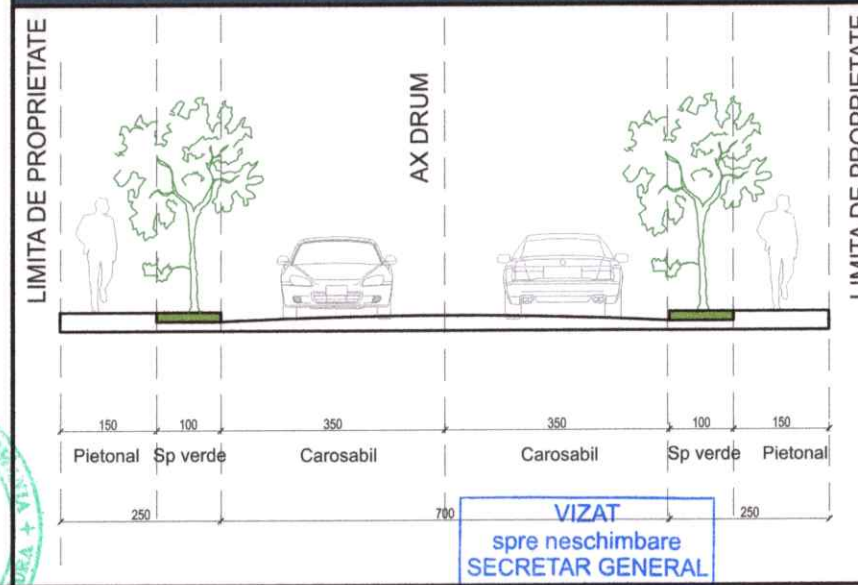 LIMITA DE PROPRIETATE
AX DRUM
LIMITA DE PROPRIETATE
150 100 350 350 100 150
Pietonal Sp verde Carosabil Carosabil Sp verde Pietonal
250 700 250
VIZAT
spre neschimbare
SECRETAR GENERAL